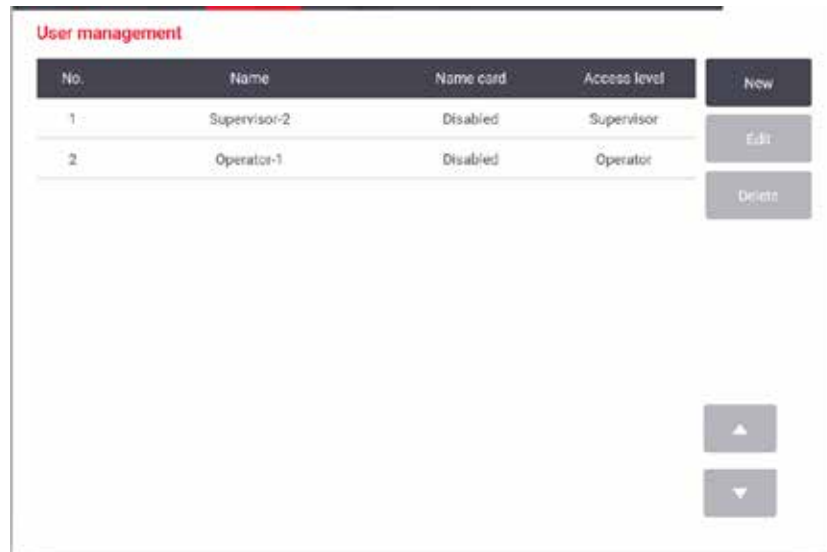 User management
No. Name Name card Access level New
1 Supervisor-2 Disabled Supervisor
Edit
2 Operator-1 Disabled Operator
Delete